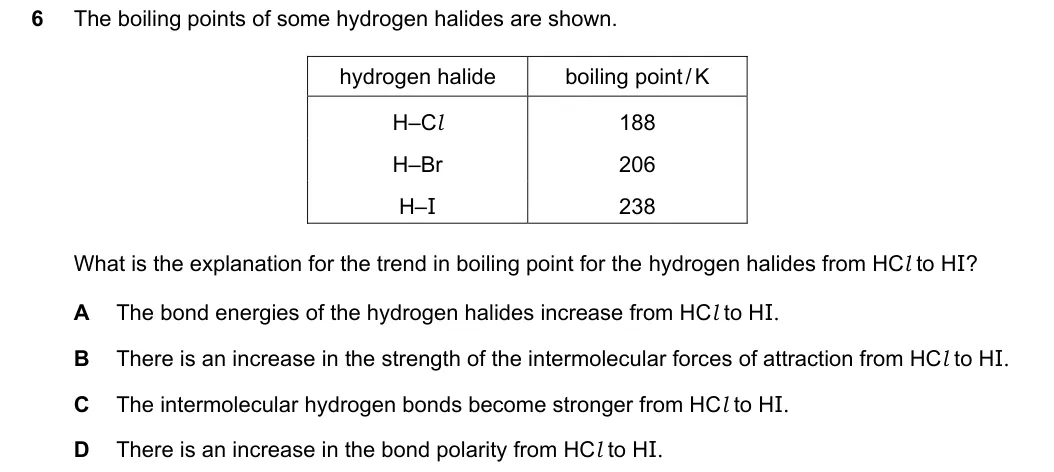 6 The boiling points of some hydrogen halides are shown.
hydrogen halide boiling point / K
H–Cl 188
H–Br 206
H–I 238
What is the explanation for the trend in boiling point for the hydrogen halides from HCl to HI?
A The bond energies of the hydrogen halides increase from HCl to HI.
B There is an increase in the strength of the intermolecular forces of attraction from HCl to HI.
C The intermolecular hydrogen bonds become stronger from HCl to HI.
D There is an increase in the bond polarity from HCl to HI.